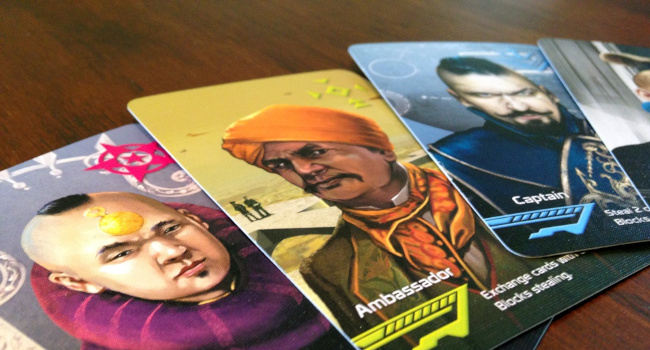 Ambassador
Exchange cards with
Blocks stealing.
Captain
Steal 2
Blocks